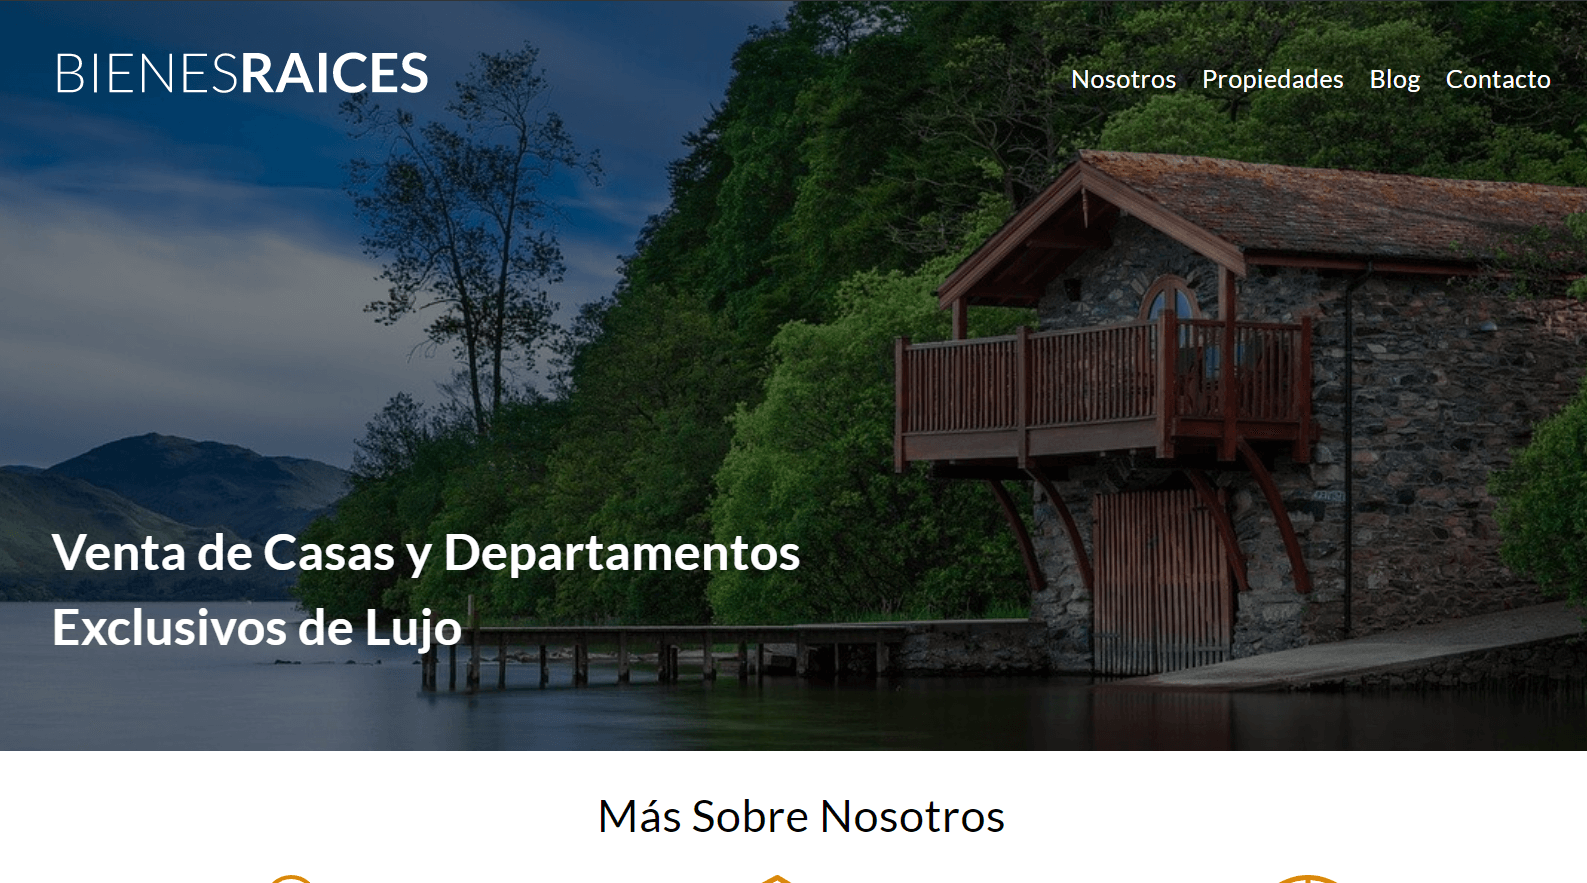 BIENESRAICES
Nosotros Propiedades Blog Contacto
Venta de Casas y Departamentos
Exclusivos de Lujo
Más Sobre Nosotros